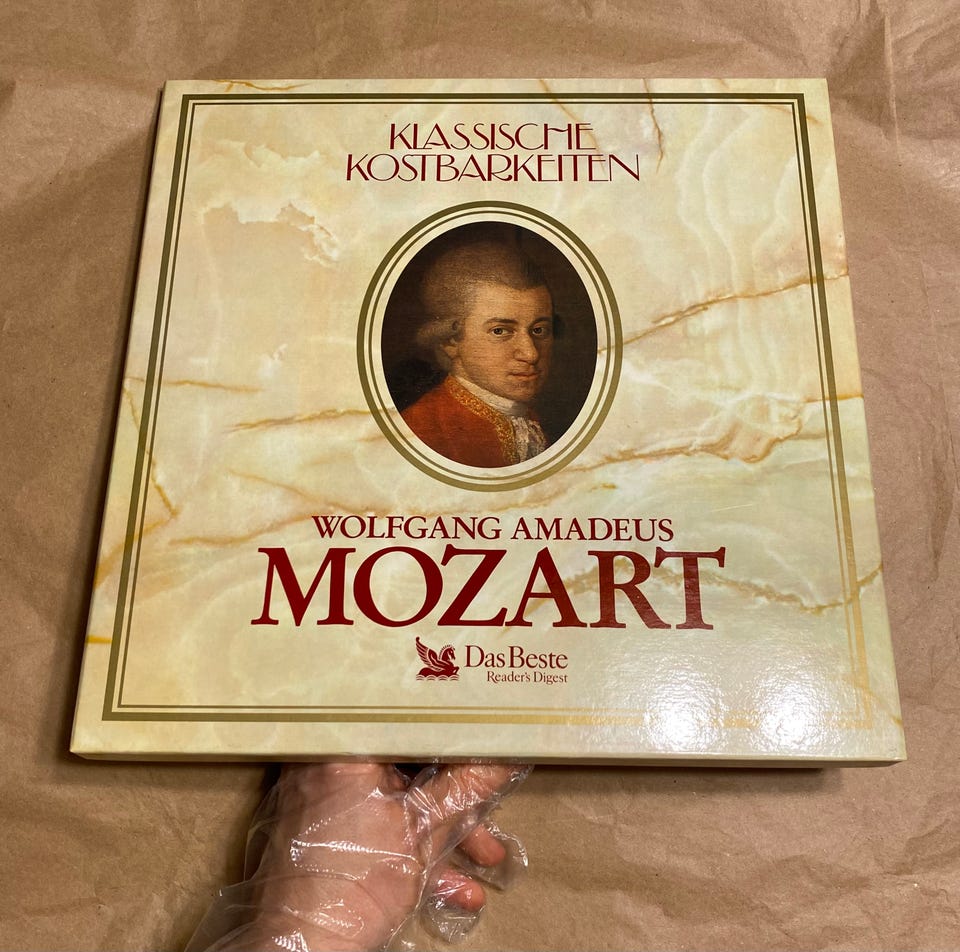 KLASSISCHE
KOSTBARKEITEN
WOLFGANG AMADEUS
MOZART
Das Beste
Reader's Digest